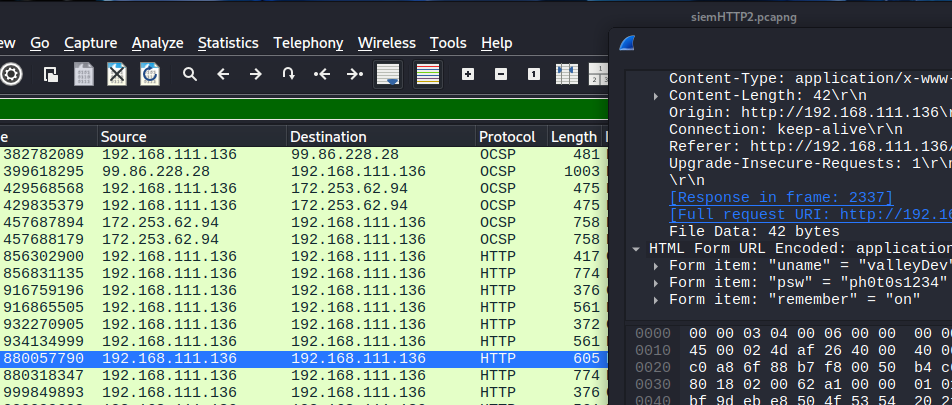 siemHTTP2.pcapng
Go Capture Analyze Statistics Telephony Wireless Tools Help
Source Destination Protocol Length
382782089 192.168.111.136 99.86.228.28 OCSP 481
399618295 99.86.228.28 192.168.111.136 OCSP 1003
429568568 192.168.111.136 172.253.62.94 OCSP 475
429835379 192.168.111.136 172.253.62.94 OCSP 475
457687894 172.253.62.94 192.168.111.136 OCSP 758
457688179 172.253.62.94 192.168.111.136 OCSP 758
856302900 192.168.111.136 192.168.111.136 HTTP 417
856831135 192.168.111.136 192.168.111.136 HTTP 774
916759196 192.168.111.136 192.168.111.136 HTTP 376
916865505 192.168.111.136 192.168.111.136 HTTP 561
932270905 192.168.111.136 192.168.111.136 HTTP 372
934134999 192.168.111.136 192.168.111.136 HTTP 561
880057790 192.168.111.136 192.168.111.136 HTTP 605
880318347 192.168.111.136 192.168.111.136 HTTP 774
999849893 192.168.111.136 192.168.111.136 HTTP 376
Content-Type: application/x-www-
Content-Length: 42\r\n
Origin: http://192.168.111.136\r
Connection: keep-alive\r\n
Referer: http://192.168.111.136/
Upgrade-Insecure-Requests: 1\r\n
\r\n
[Response in frame: 2337]
[Full request URI: http://192.16
File Data: 42 bytes
HTML Form URL Encoded: application
Form item: "uname" = "valleyDev"
Form item: "psw" = "ph0t0s1234"
Form item: "remember" = "on"
0000 00 00 03 04 00 06 00 00 00 00
0010 45 00 02 4d af 26 40 00 40 06
0020 c0 a8 6f 88 b7 f8 00 50 b4 c
0030 80 18 02 00 62 a1 00 00 01 0
0040 bf 9d eb e8 50 4f 53 54 20 2